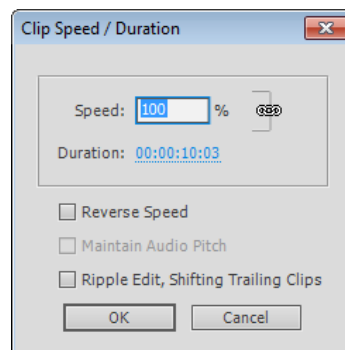 Clip Speed / Duration
Speed: 100 %
Duration: 00:00:10:03
Reverse Speed
Maintain Audio Pitch
Ripple Edit, Shifting Trailing Clips
OK Cancel